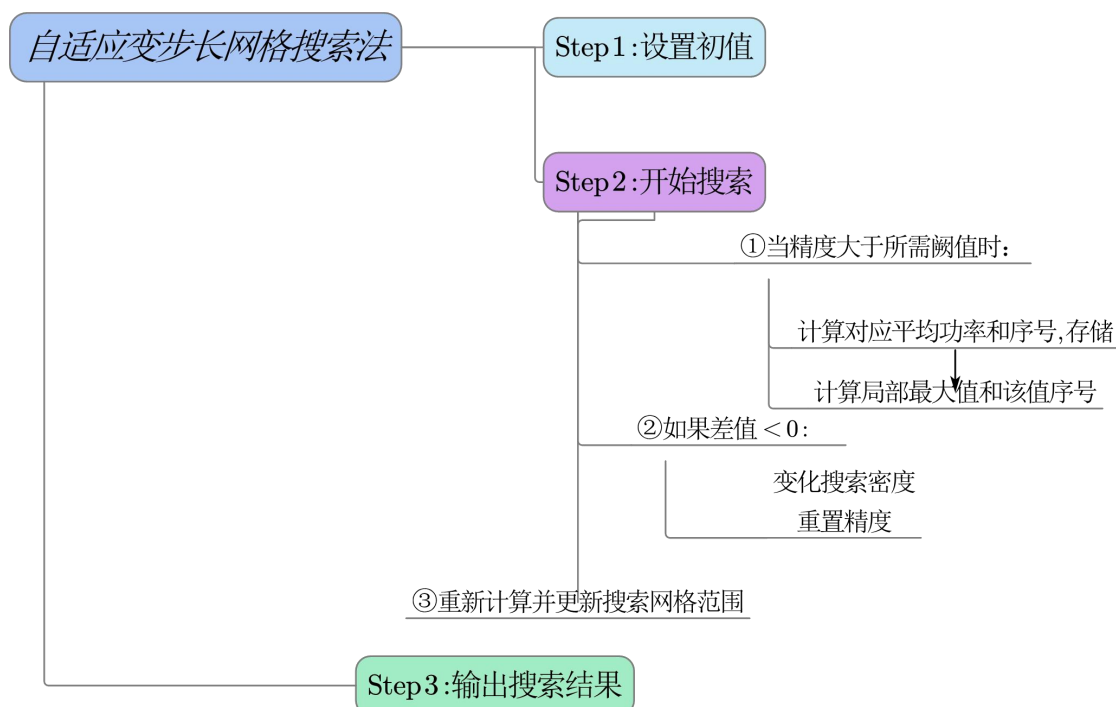 自适应变步长网格搜索法
Step1:设置初值
Step2:开始搜索
①当精度大于所需阙值时：
计算对应平均功率和序号,存储
计算局部最大值和该值序号
②如果差值<0:
变化搜索密度
重置精度
③重新计算并更新搜索网格范围
Step3:输出搜索结果